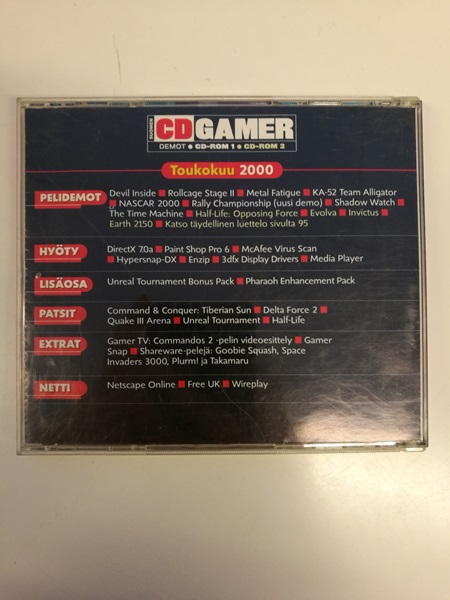 SUOMEN CDGAMER
DEMOT • CD-ROM 1 • CD-ROM 2
Toukokuu 2000
PELIDEMOT
Devil Inside ■ Rollcage Stage II ■ Metal Fatigue ■ KA-52 Team Alligator
■ NASCAR 2000 ■ Rally Championship (uusi demo) ■ Shadow Watch ■
The Time Machine ■ Half-Life: Opposing Force ■ Evolva ■ Invictus ■
Earth 2150 ■ Katso täydellinen luettelo sivulta 95
HYÖTY
DirectX 7.0a ■ Paint Shop Pro 6 ■ McAfee Virus Scan
■ Hypersnap-DX ■ Enzip ■ 3dfx Display Drivers ■ Media Player
LISÄOSA
Unreal Tournament Bonus Pack ■ Pharaoh Enhancement Pack
PATSIT
Command & Conquer: Tiberian Sun ■ Delta Force 2 ■
Quake III Arena ■ Unreal Tournament ■ Half-Life
EXTRAT
Gamer TV: Commandos 2 -pelin videoesittely ■ Gamer
Snap ■ Shareware-pelejä: Goobie Squash, Space
Invaders 3000, Plurm! ja Takamaru
NETTI
Netscape Online ■ Free UK ■ Wireplay